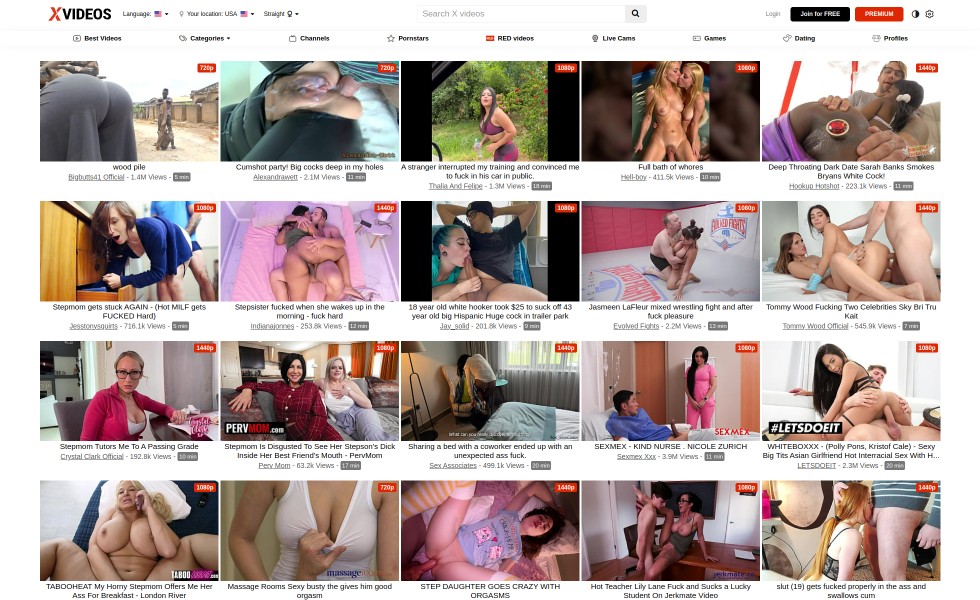 XVIDEOS
Language:
Your location: USA
Straight
Search X videos
Login
Join for FREE
PREMIUM
Best Videos
Categories
Channels
Pornstars
RED videos
Live Cams
Games
Dating
Profiles
720p
720p
1080p
1080p
1440p
wood pile
Bigbutts41 Official - 1.4M Views - 5 min
Cumshot party! Big cocks deep in my holes
Alexandrawett - 2.1M Views - 11 min
A stranger interrupted my training and convinced me
to fuck in his car in public.
Thalia And Felipe - 1.3M Views - 18 min
Full bath of whores
Hell-boy - 411.5k Views - 10 min
Deep Throating Dark Date Sarah Banks Smokes
Bryans White Cock!
Hookup Hotshot - 223.1k Views - 11 min
1080p
1440p
1080p
1080p
1440p
Stepmom gets stuck AGAIN - (Hot MILF gets
FUCKED Hard)
Jesstonysquirts - 716.1k Views - 6 min
Stepsister fucked when she wakes up in the
morning - fuck hard
Indianajonnes - 253.8k Views - 12 min
18 year old white hooker took $25 to suck off 43
year old big Hispanic Huge cock in trailer park
Jay_solid - 201.8k Views - 9 min
Jasmeen LaFleur mixed wrestling fight and after
fuck pleasure
Evolved Fights - 2.2M Views - 13 min
Tommy Wood Fucking Two Celebrities Sky Bri Tru
Kait
Tommy Wood Official - 545.9k Views - 7 min
1440p
1080p
1440p
1080p
1080p
PERVMOM.com
SEXMEX
#LETSDOEIT
Stepmom Tutors Me To A Passing Grade
Crystal Clark Official - 192.8k Views - 10 min
Stepmom Is Disgusted To See Her Stepson's Dick
Inside Her Best Friend's Mouth - PervMom
Perv Mom - 63.2k Views - 17 min
Sharing a bed with a coworker ended up with an
unexpected ass fuck.
Sex Associates - 499.1k Views - 20 min
SEXMEX - KIND NURSE . NICOLE ZURICH
Sexmex Xxx - 3.9M Views - 11 min
WHITEBOXXX - (Polly Pons, Kristof Cale) - Sexy
Big Tits Asian Girlfriend Hot Interracial Sex With H...
LETSDOEIT - 2.3M Views - 20 min
1080p
720p
1440p
1080p
1440p
TABOOHEAT My Horny Stepmom Offers Me Her
Ass For Breakfast - London River
Massage Rooms Sexy busty the gives him good
orgasm
STEP DAUGHTER GOES CRAZY WITH
ORGASMS
Hot Teacher Lily Lane Fuck and Sucks a Lucky
Student On Jerkmate Video
slut (19) gets fucked properly in the ass and
swallows cum